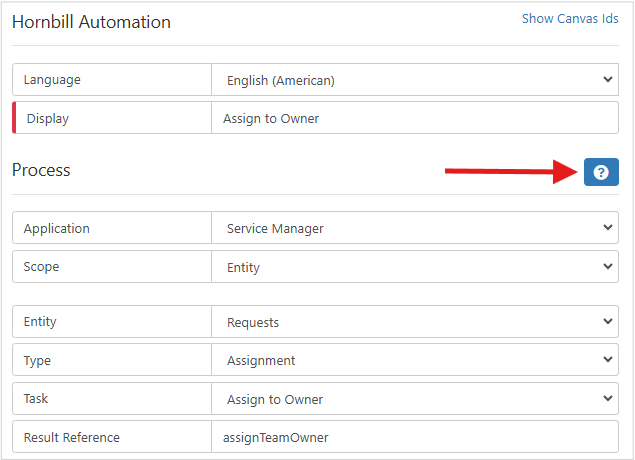 Hornbill Automation
Show Canvas Ids
Language English (American)
Display Assign to Owner
Process
?
Application Service Manager
Scope Entity
Entity Requests
Type Assignment
Task Assign to Owner
Result Reference assignTeamOwner